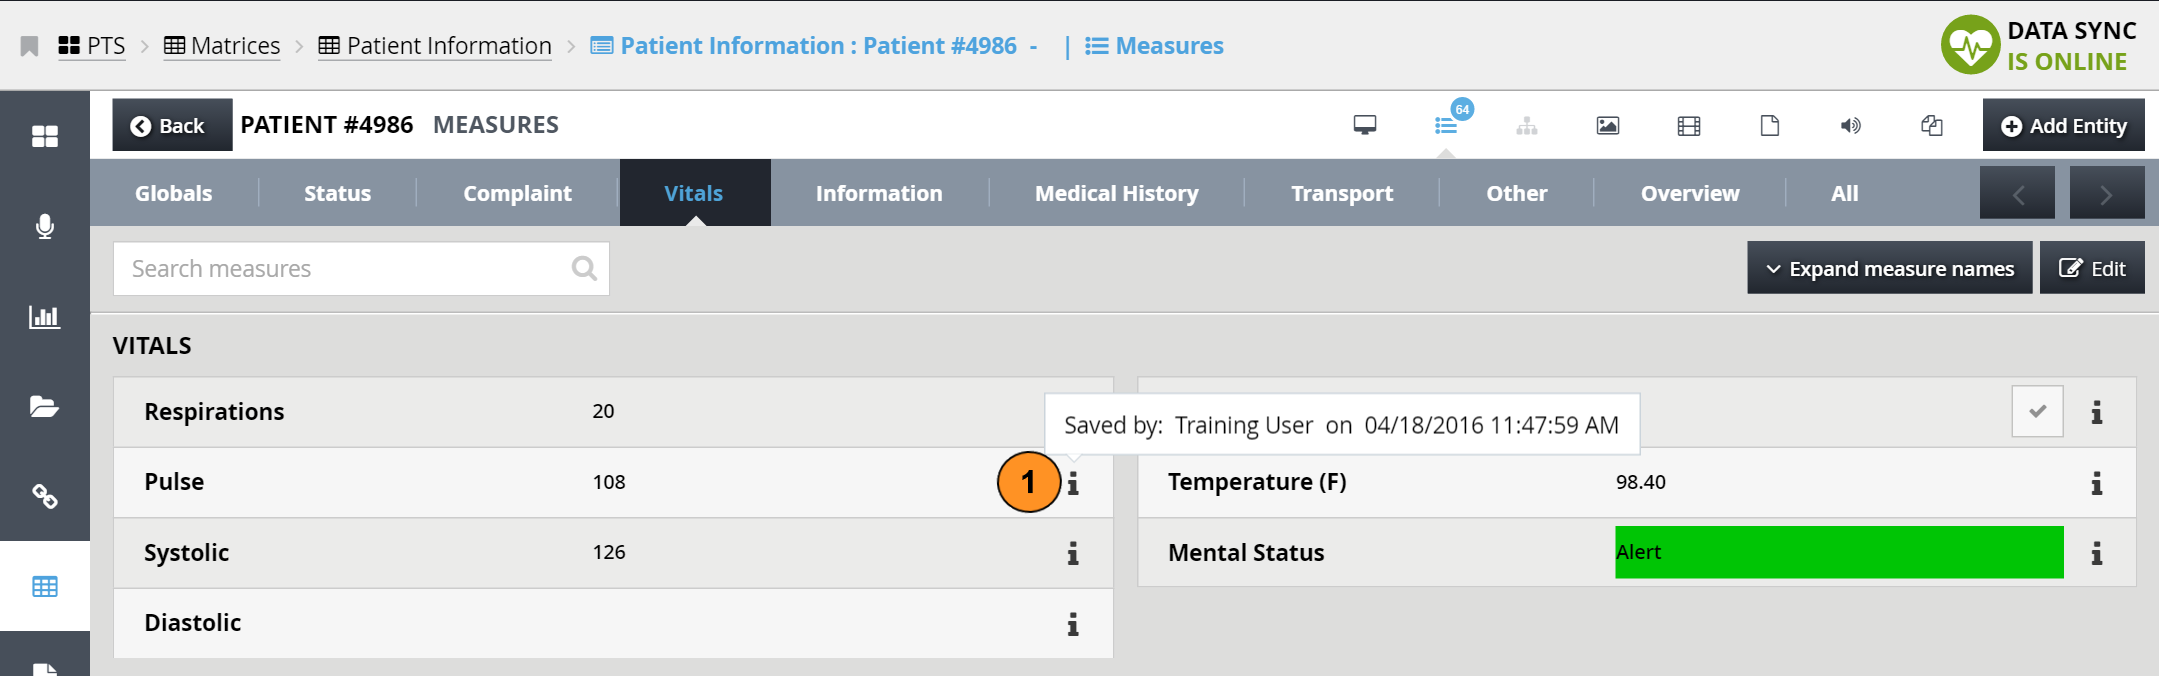 PTS > Matrices > Patient Information > Patient Information : Patient #4986 - | Measures
DATA SYNC
IS ONLINE
Back PATIENT #4986 MEASURES
64
Add Entity
Globals Status Complaint Vitals Information Medical History Transport Other Overview All
Search measures
Expand measure names Edit
VITALS
Respirations 20
Saved by: Training User on 04/18/2016 11:47:59 AM
Pulse 108
1
Temperature (F) 98.40
Systolic 126
Mental Status Alert
Diastolic